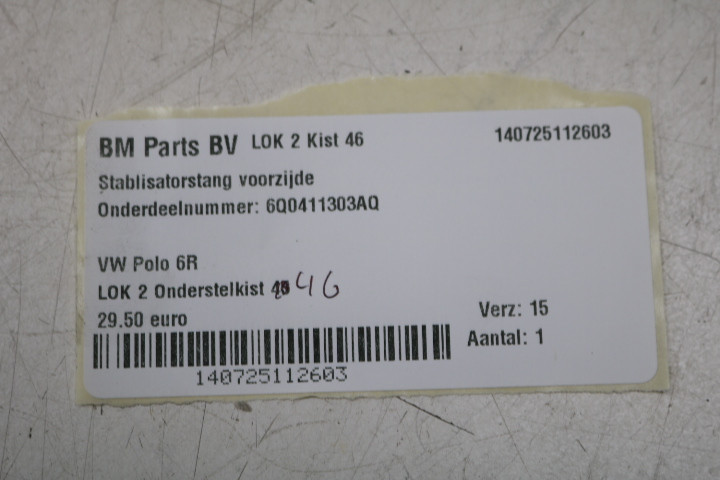 BM Parts BV LOK 2 Kist 46 140725112603
Stablisatorstang voorzijde
Onderdeelnummer: 6Q0411303AQ
VW Polo 6R
LOK 2 Onderstelkist 46
29.50 euro Verz: 15
Aantal: 1
140725112603